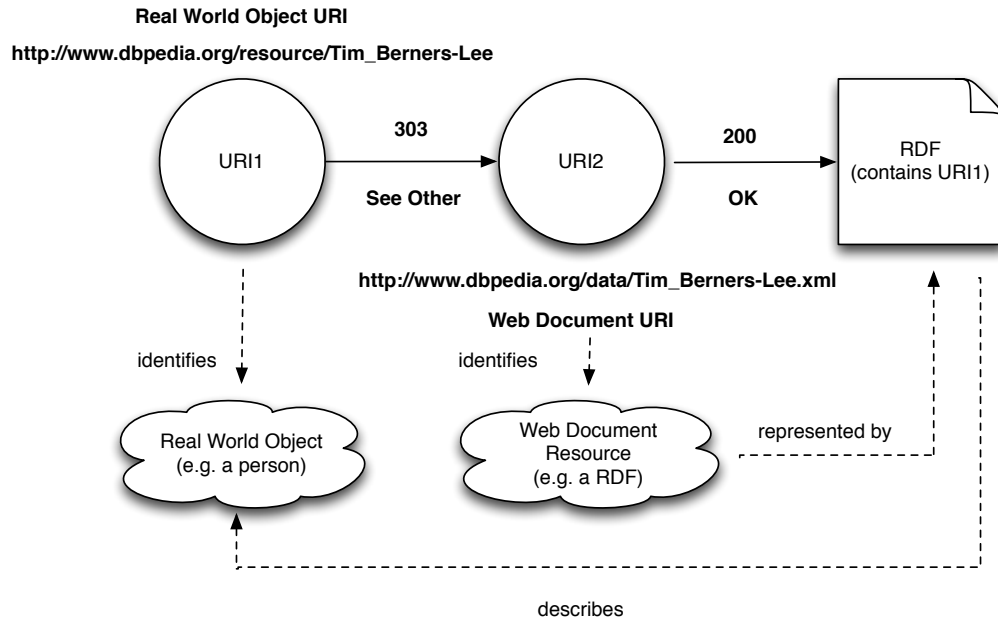 Real World Object URI
http://www.dbpedia.org/resource/Tim_Berners-Lee
URI1
303
See Other
URI2
200
OK
RDF
(contains URI1)
http://www.dbpedia.org/data/Tim_Berners-Lee.xml
Web Document URI
identifies
identifies
Real World Object
(e.g. a person)
Web Document
Resource
(e.g. a RDF)
represented by
describes